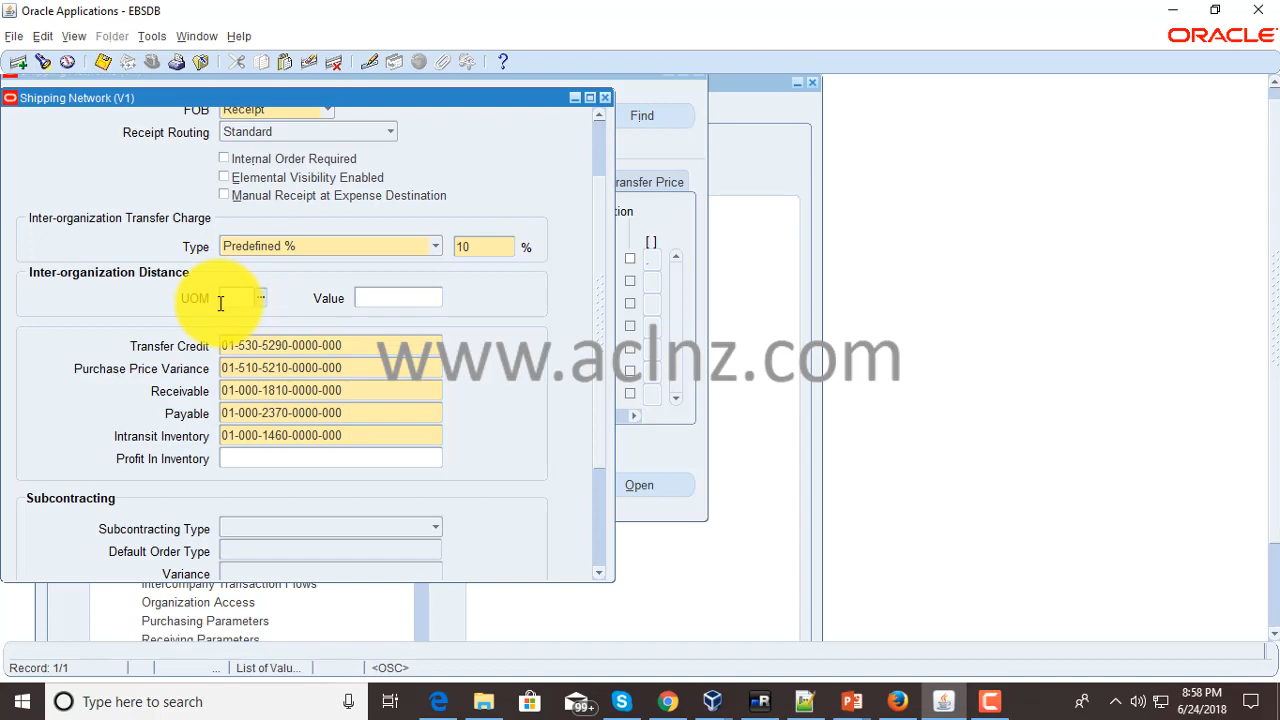 Oracle Applications - EBSDB
File Edit View Folder Tools Window Help
ORACLE
Shipping Network (V1)
FOB Receipt
Receipt Routing Standard
Internal Order Required
Elemental Visibility Enabled
Manual Receipt at Expense Destination
Inter-organization Transfer Charge
Type Predefined % 10 %
Inter-organization Distance
UOM ... Value
Transfer Credit 01-530-5290-0000-000
Purchase Price Variance 01-510-5210-0000-000
Receivable 01-000-1810-0000-000
Payable 01-000-2370-0000-000
Intransit Inventory 01-000-1460-0000-000
Profit In Inventory
Subcontracting
Subcontracting Type
Default Order Type
Variance
Find
ransfer Price
tion
[ ]
Open
www.aclnz.com
Intercompany Transaction Flows
Organization Access
Purchasing Parameters
Receiving Parameters
Record: 1/1 ... List of Valu... <OSC>
Type here to search
99+
8:58 PM
6/24/2018